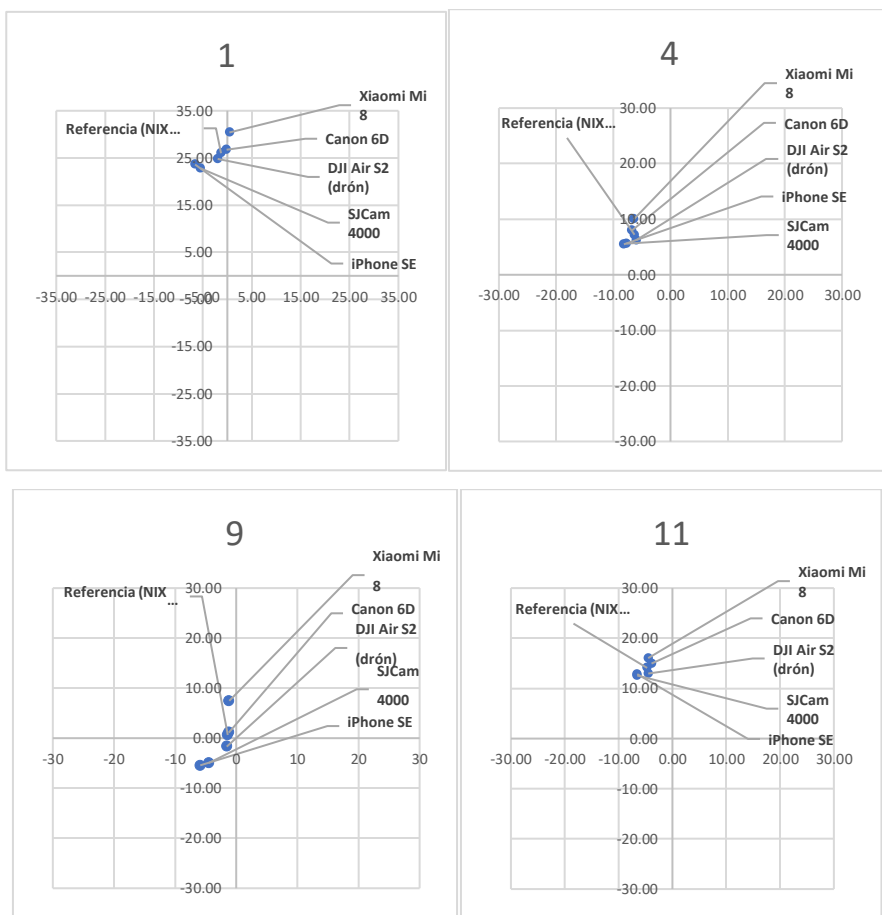 1
35.00
25.00
15.00
5.00
-5.00
-15.00
-25.00
-35.00
-35.00 -25.00 -15.00 -5.00 5.00 15.00 25.00 35.00
Xiaomi Mi
8
Referencia (NIX...
Canon 6D
DJI Air S2
(drón)
SJCam
4000
iPhone SE
4
30.00
20.00
10.00
0.00
-10.00
-20.00
-30.00
-30.00 -20.00 -10.00 0.00 10.00 20.00 30.00
Xiaomi Mi
8
Referencia (NIX...
Canon 6D
DJI Air S2
(drón)
iPhone SE
SJCam
4000
9
30.00
20.00
10.00
0.00
-10.00
-20.00
-30.00
-30 -20 -10 0 10 20 30
Xiaomi Mi
8
Referencia (NIX
...
Canon 6D
DJI Air S2
(drón)
SJCam
4000
iPhone SE
11
30.00
20.00
10.00
0.00
-10.00
-20.00
-30.00
-30.00 -20.00 -10.00 0.00 10.00 20.00 30.00
Xiaomi Mi
8
Referencia (NIX...
Canon 6D
DJI Air S2
(drón)
SJCam
4000
iPhone SE